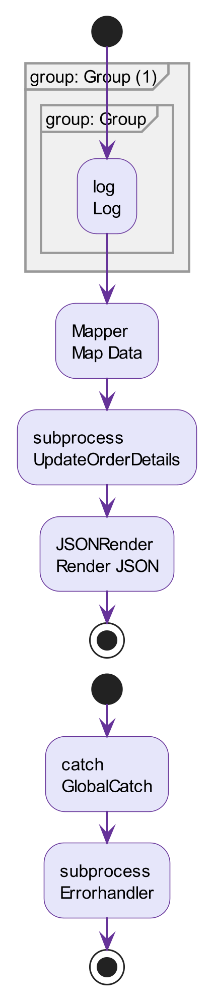 group: Group (1)
group: Group
log
Log
Mapper
Map Data
subprocess
UpdateOrderDetails
JSONRender
Render JSON
catch
GlobalCatch
subprocess
Errorhandler